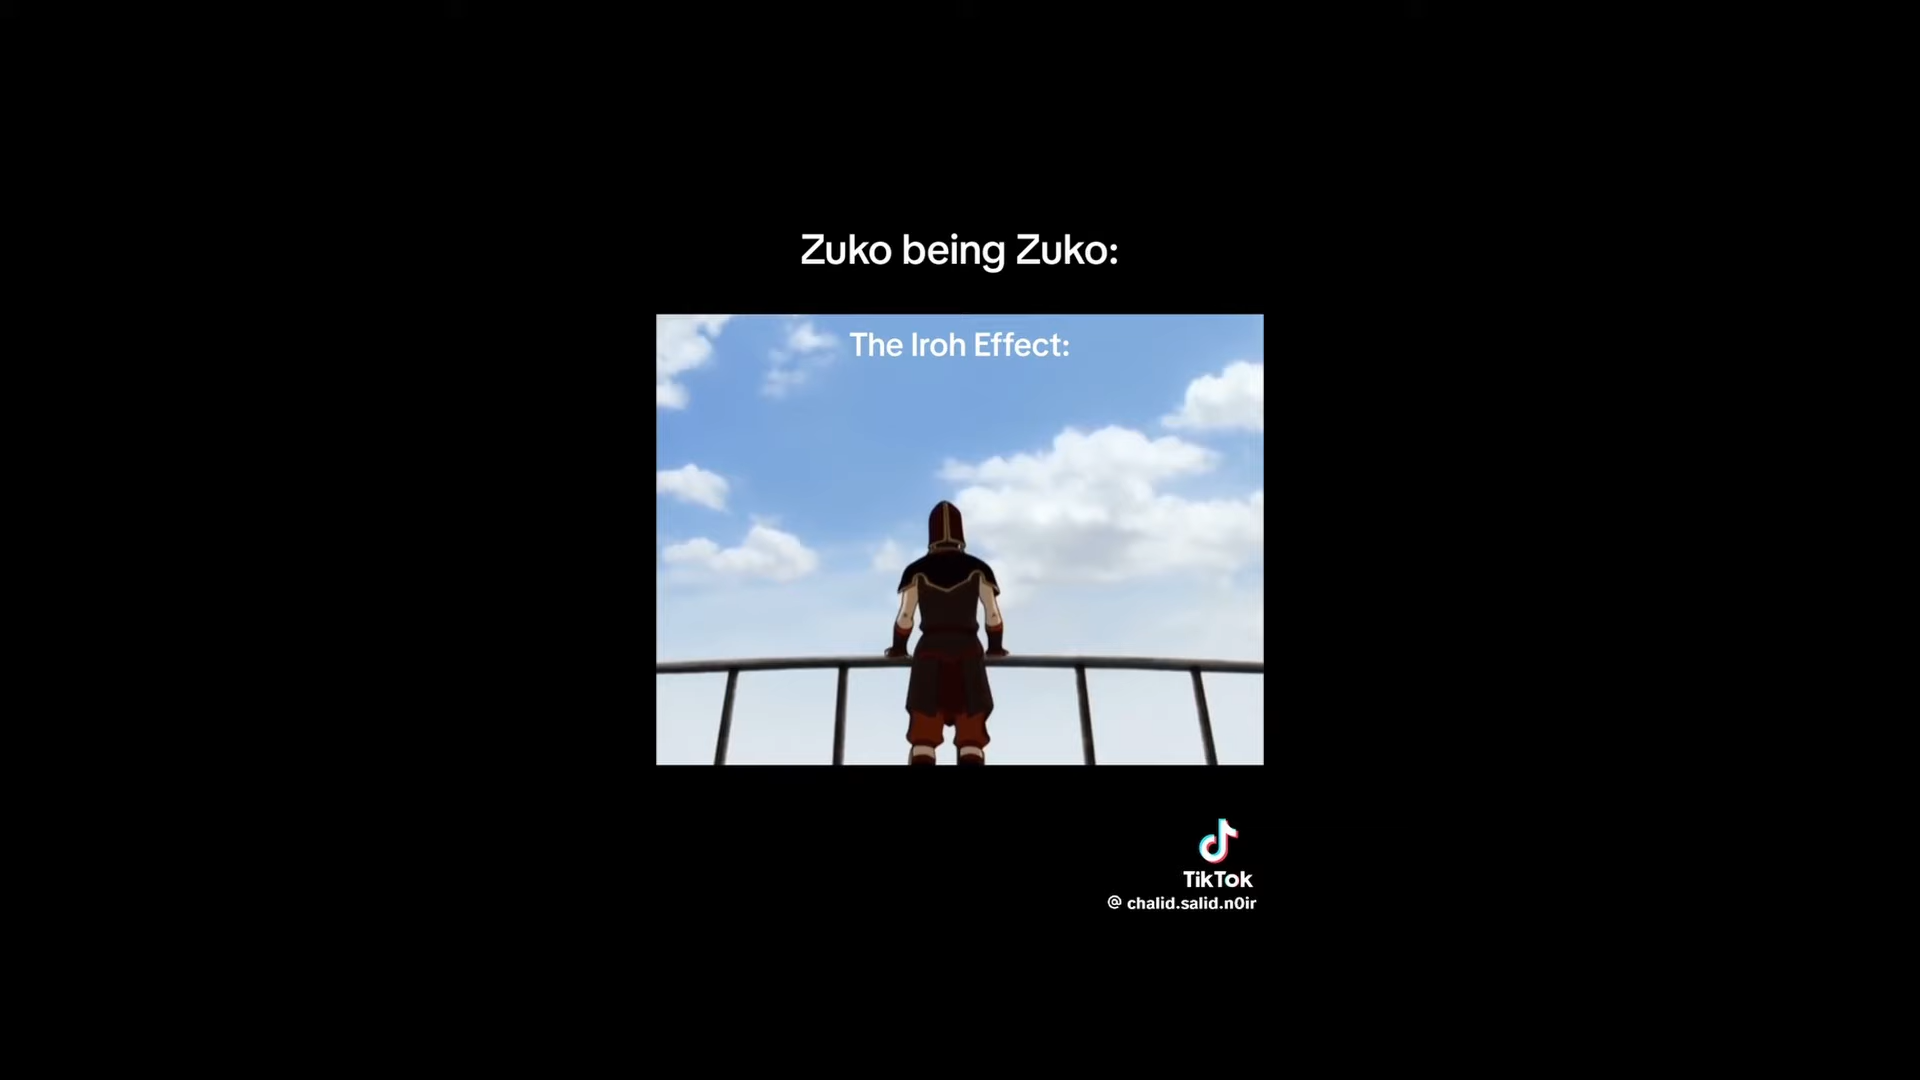 Zuko being Zuko:
The Iroh Effect:
TikTok
@ chalid.salid.n0ir